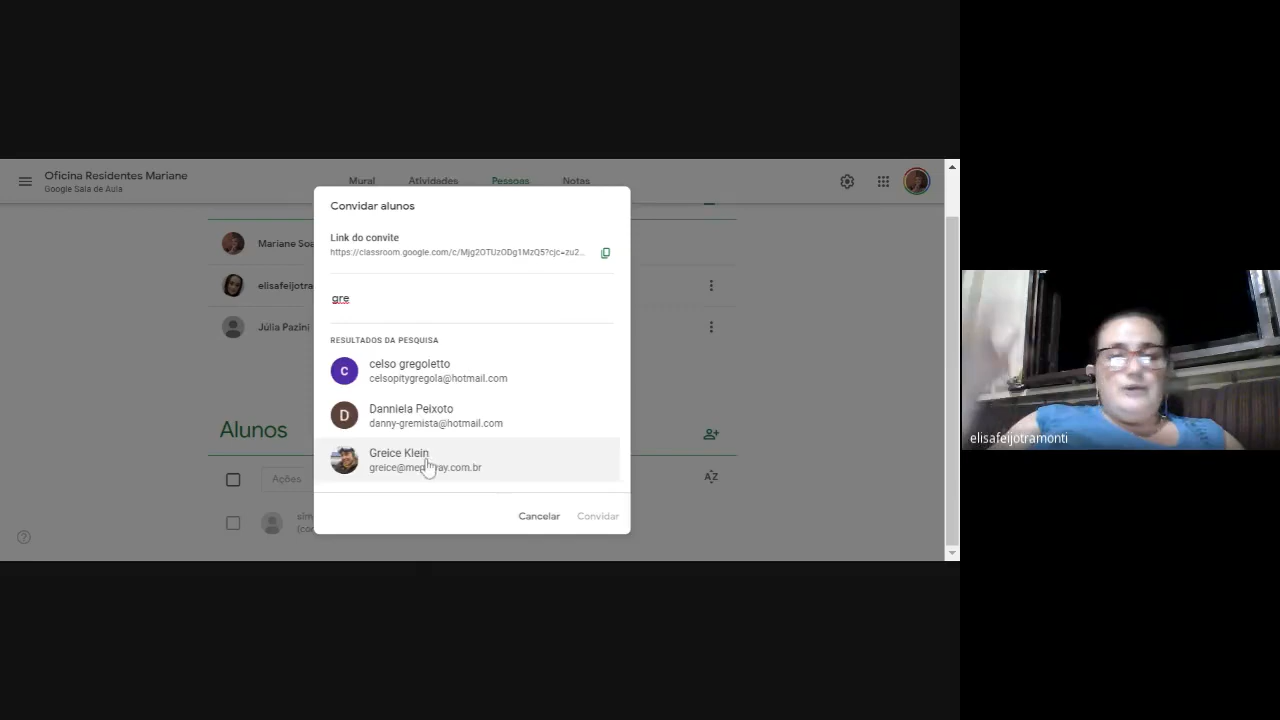 Oficina Residentes Mariane
Google Sala de Aula
Mural
Atividades
Pessoas
Notas
Convidar alunos
Link do convite
https://classroom.google.com/c/Mjg2OTUzODg1MzQ5?cjc=zu2...
Mariane Soa
elisafeijotra
Júlia Pazini
gre
RESULTADOS DA PESQUISA
c
celso gregoletto
celsopitygregola@hotmail.com
D
Danniela Peixoto
danny-gremista@hotmail.com
Greice Klein
Alunos
Ações
AZ
Cancelar
Convidar
elisafeijotramonti